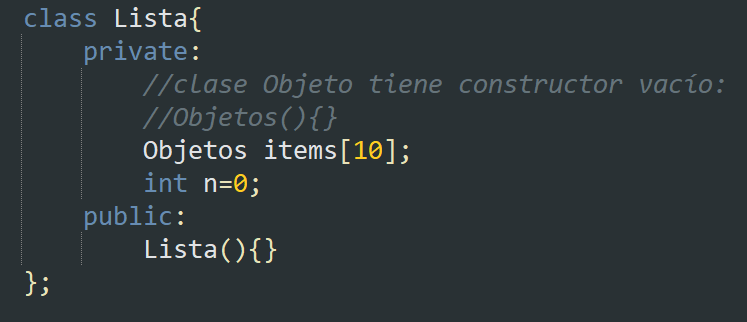 class Lista{
private:
//clase Objeto tiene constructor vacío:
//Objetos(){}
Objetos items[10];
int n=0;
public:
Lista(){}
};